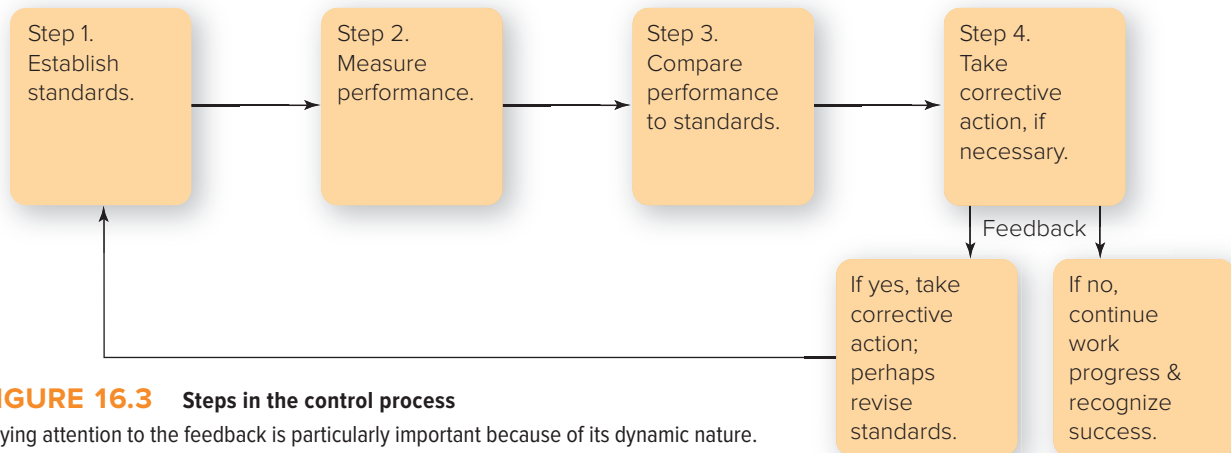 Step 1.
Establish
standards.
Step 2.
Measure
performance.
Step 3.
Compare
performance
to standards.
Step 4.
Take
corrective
action, if
necessary.
Feedback
If yes, take
corrective
action;
perhaps
revise
standards.
If no,
continue
work
progress &
recognize
success.
IGURE 16.3 Steps in the control process
ying attention to the feedback is particularly important because of its dynamic nature.